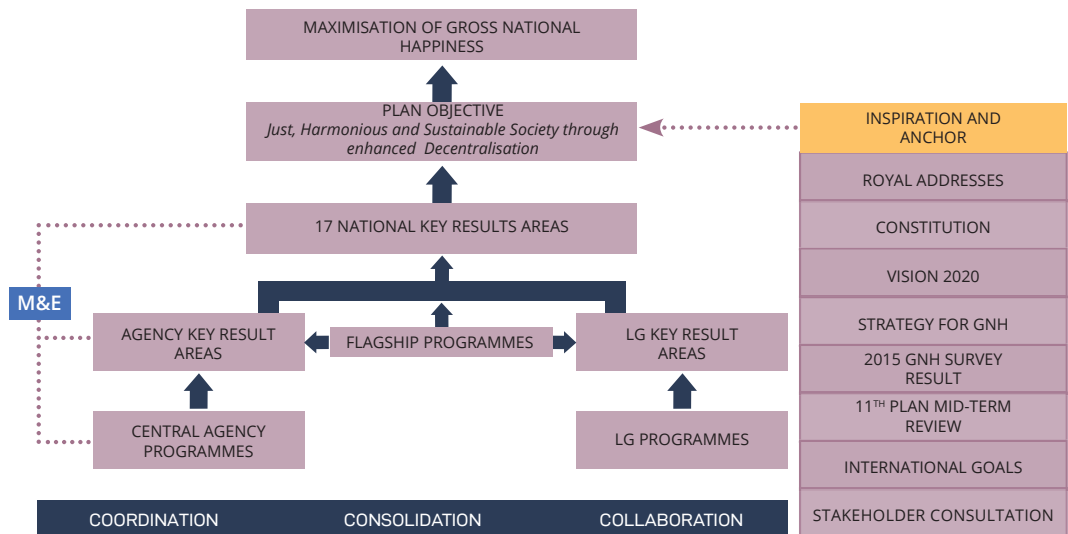 MAXIMISATION OF GROSS NATIONAL
HAPPINESS
PLAN OBJECTIVE
Just, Harmonious and Sustainable Society through
enhanced Decentralisation
17 NATIONAL KEY RESULTS AREAS
M&E
AGENCY KEY RESULT
AREAS
FLAGSHIP PROGRAMMES
LG KEY RESULT
AREAS
CENTRAL AGENCY
PROGRAMMES
LG PROGRAMMES
COORDINATION
CONSOLIDATION
COLLABORATION
INSPIRATION AND
ANCHOR
ROYAL ADDRESSES
CONSTITUTION
VISION 2020
STRATEGY FOR GNH
2015 GNH SURVEY
RESULT
11TH PLAN MID-TERM
REVIEW
INTERNATIONAL GOALS
STAKEHOLDER CONSULTATION